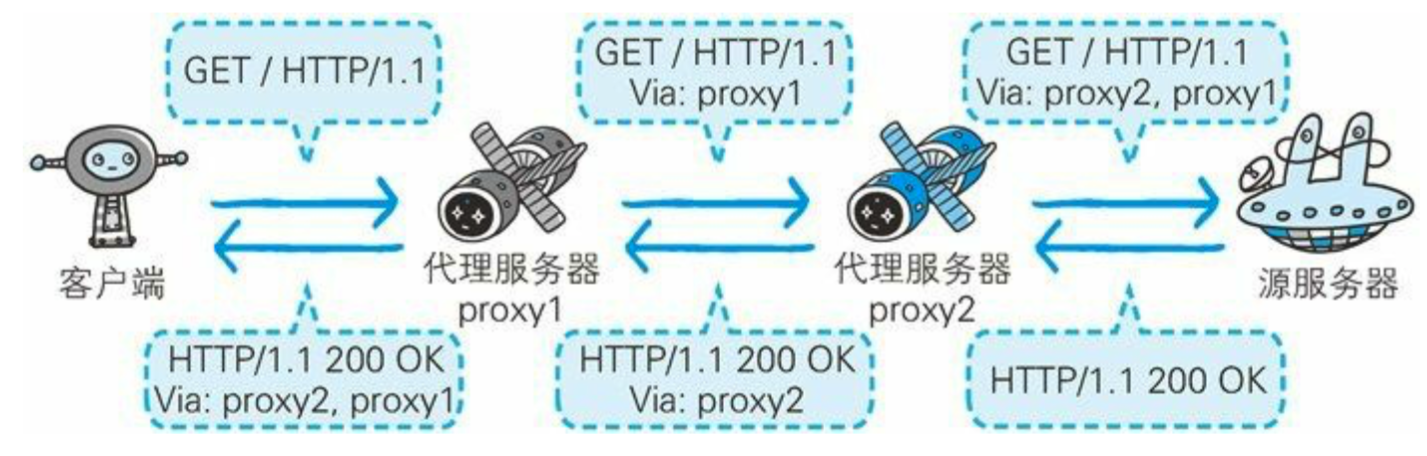 GET / HTTP/1.1
GET / HTTP/1.1
Via: proxy1
GET / HTTP/1.1
Via: proxy2, proxy1
客户端
代理服务器
proxy1
代理服务器
proxy2
源服务器
HTTP/1.1 200 OK
Via: proxy2, proxy1
HTTP/1.1 200 OK
Via: proxy2
HTTP/1.1 200 OK